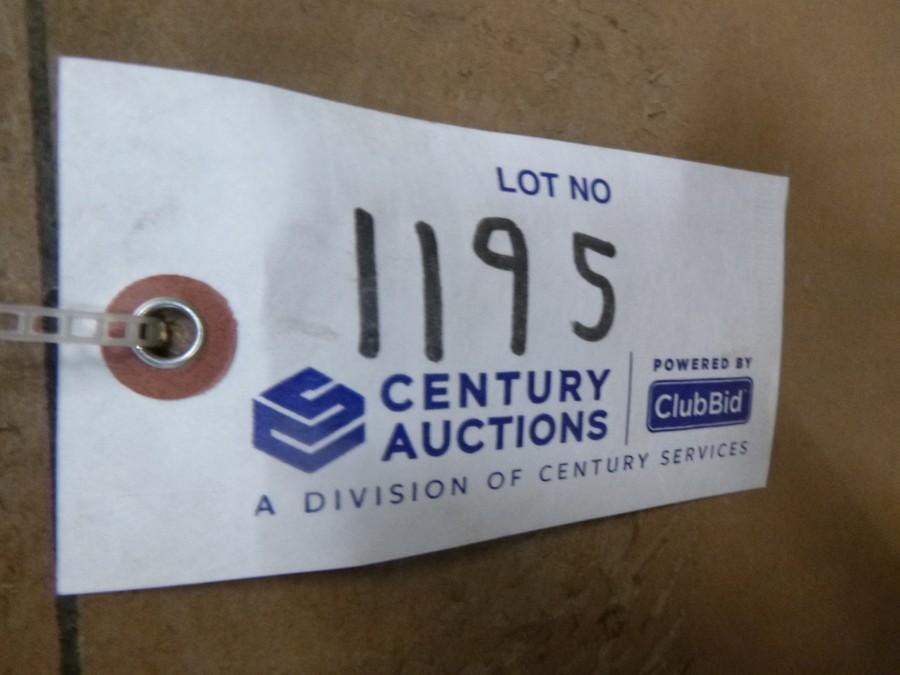 LOT NO
1195
CENTURY
AUCTIONS
POWERED BY
ClubBid
A DIVISION OF CENTURY SERVICES